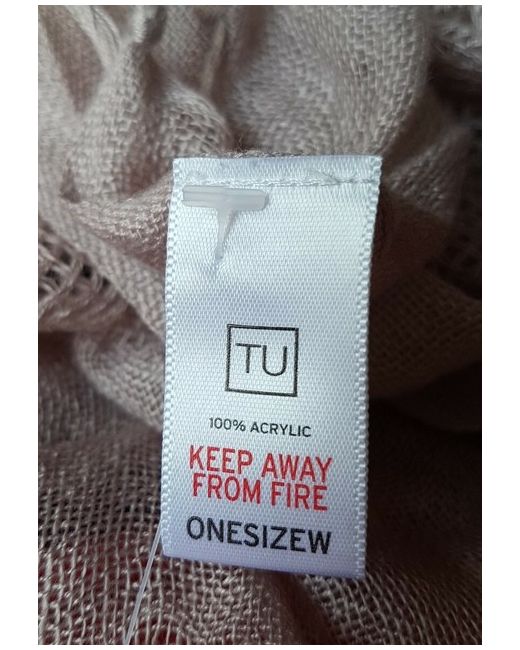 TU
100% ACRYLIC
KEEP AWAY
FROM FIRE
ONESIZEW